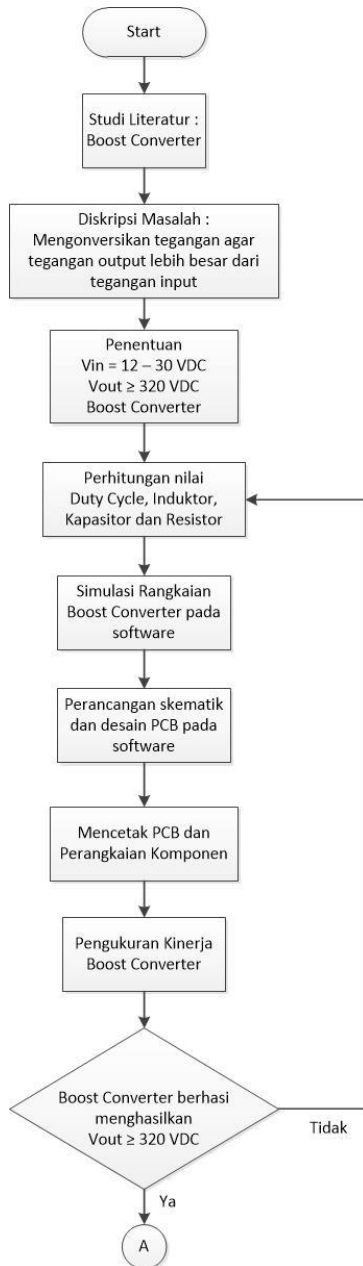 Start
Studi Literatur :
Boost Converter
Diskripsi Masalah :
Mengonversikan tegangan agar
tegangan output lebih besar dari
tegangan input
Penentuan
Vin = 12 – 30 VDC
Vout ≥ 320 VDC
Boost Converter
Perhitungan nilai
Duty Cycle, Induktor,
Kapasitor dan Resistor
Simulasi Rangkaian
Boost Converter pada
software
Perancangan skematik
dan desain PCB pada
software
Mencetak PCB dan
Perangkaian Komponen
Pengukuran Kinerja
Boost Converter
Boost Converter berhasi
menghasilkan
Vout ≥ 320 VDC
Tidak
Ya
A